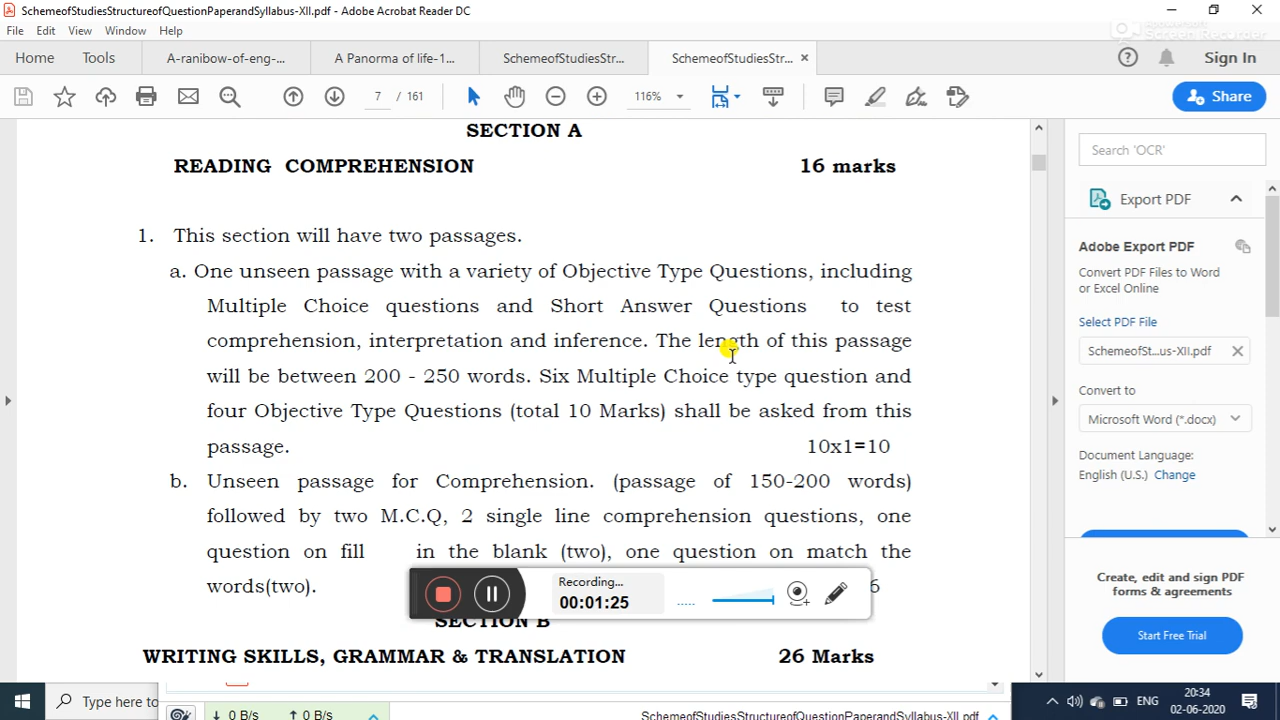 SchemeofStudiesStructureofQuestionPaperandSyllabus-XII.pdf - Adobe Acrobat Reader DC
File Edit View Window Help
Home Tools A-ranibow-of-eng-... A Panorma of life-1... SchemeofStudiesStr... SchemeofStudiesStr... × Sign In
7 / 161 116% Share
SECTION A
READING COMPREHENSION 16 marks
1. This section will have two passages.
a. One unseen passage with a variety of Objective Type Questions, including
Multiple Choice questions and Short Answer Questions to test
comprehension, interpretation and inference. The length of this passage
will be between 200 - 250 words. Six Multiple Choice type question and
four Objective Type Questions (total 10 Marks) shall be asked from this
passage. 10x1=10
b. Unseen passage for Comprehension. (passage of 150-200 words)
followed by two M.C.Q, 2 single line comprehension questions, one
question on fill in the blank (two), one question on match the
words(two). 6
SECTION B
WRITING SKILLS, GRAMMAR & TRANSLATION 26 Marks
Recording...
00:01:25
Search 'OCR'
Export PDF
Adobe Export PDF
Convert PDF Files to Word
or Excel Online
Select PDF File
SchemeofSt...us-XII.pdf
Convert to
Microsoft Word (*.docx)
Document Language:
English (U.S.) Change
Create, edit and sign PDF
forms & agreements
Start Free Trial
Type here to
0 B/s 0 B/s
SchemeofStudiesStructureofQuestionPaperandSyllabus-XII.pdf
ENG
20:34
02-06-2020
Screen Recorder